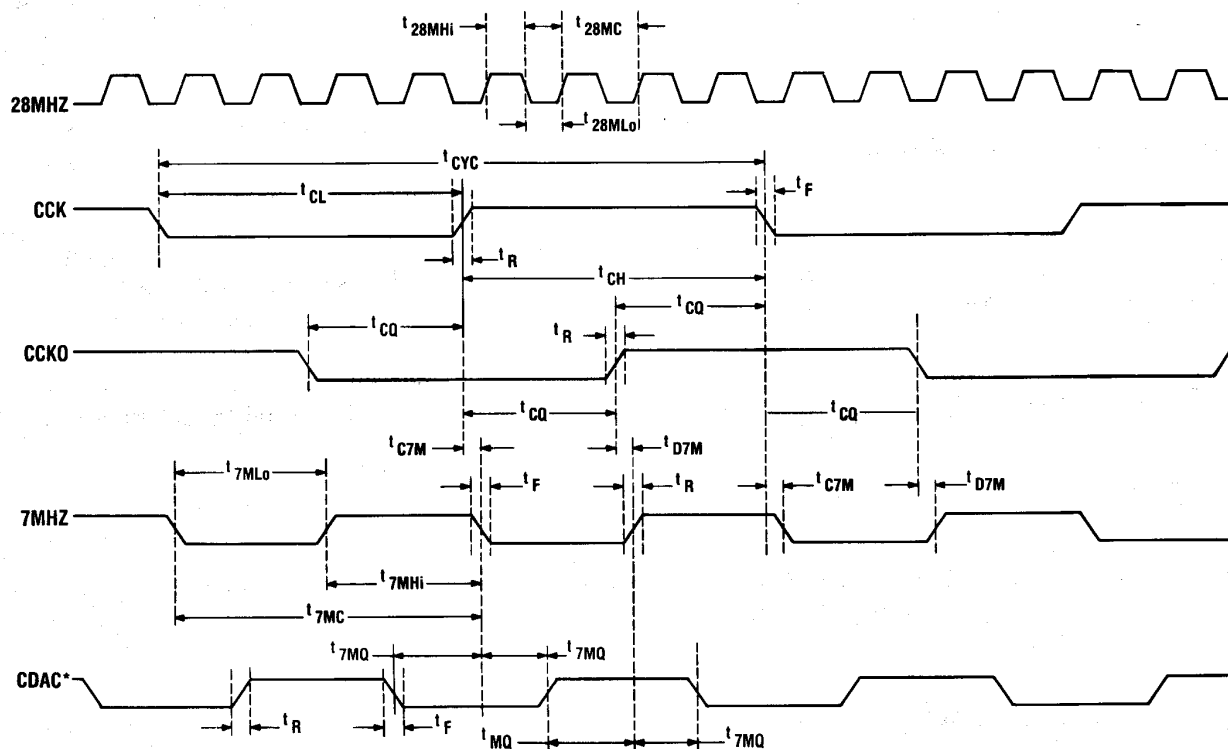 t28MHi t28MC
28MHZ
t28MLo
tCYC
tCL tF
CCK
tR
tCH
tCQ
tCQ tR
CCKO
tCQ tCQ
tC7M tD7M
t7MLo tF tR tC7M tD7M
7MHZ
t7MHi
t7MC
t7MQ t7MQ
CDAC*
tR tF
tMQ t7MQ